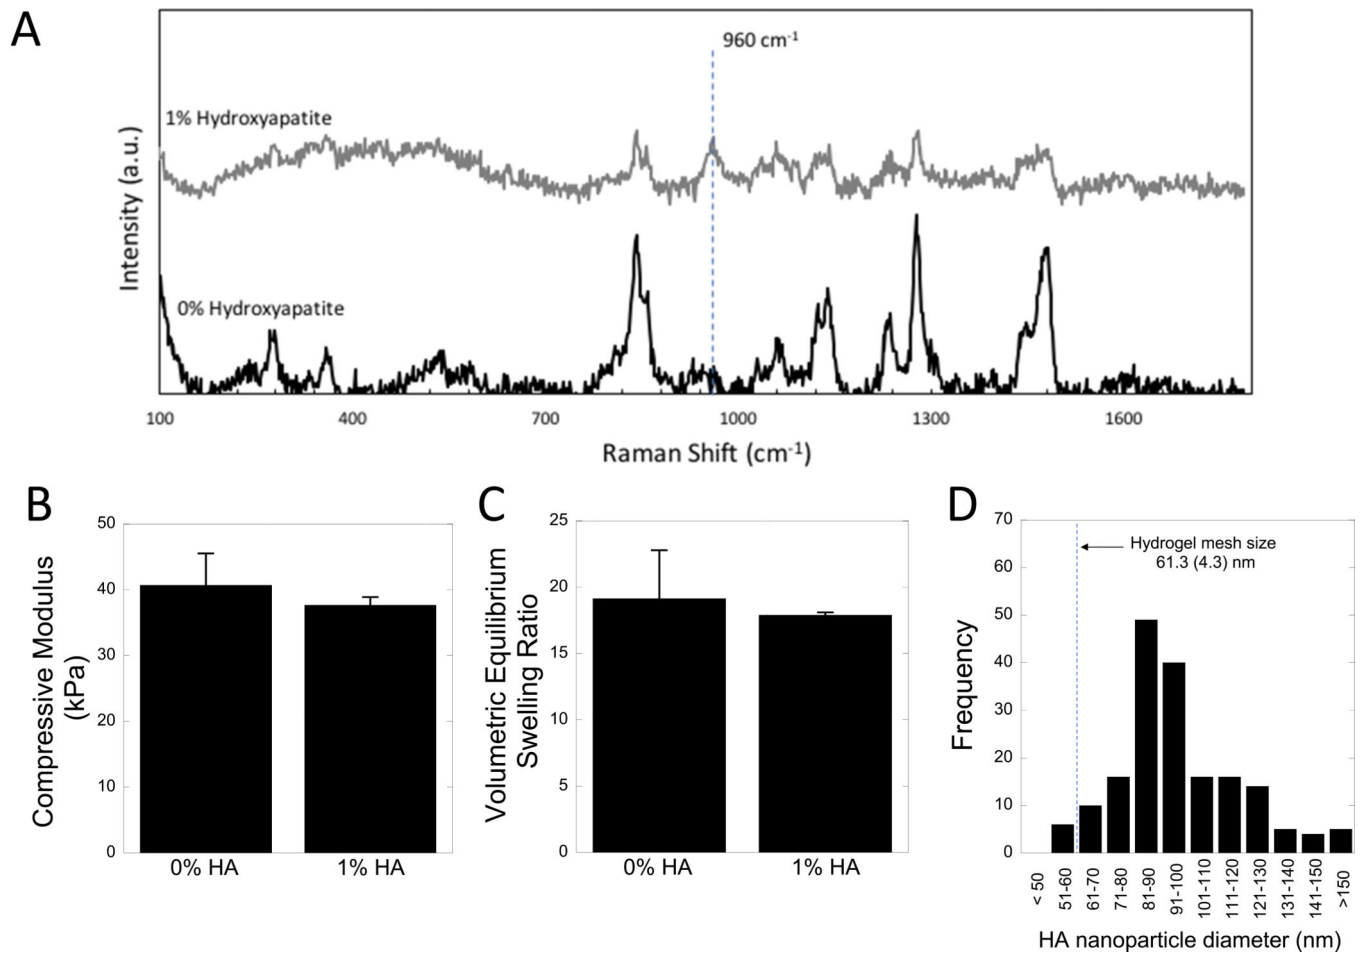 A
960 cm-1
1% Hydroxyapatite
Intensity (a.u.)
0% Hydroxyapatite
100 400 700 1000 1300 1600
Raman Shift (cm-1)
B
Compressive Modulus
(kPa)
50
40
30
20
10
0
0% HA 1% HA
C
Volumetric Equilibrium
Swelling Ratio
25
20
15
10
5
0
0% HA 1% HA
D
Frequency
70
60
50
40
30
20
10
0
Hydrogel mesh size
61.3 (4.3) nm
< 50
51-60
61-70
71-80
81-90
91-100
101-110
111-120
121-130
131-140
141-150
>150
HA nanoparticle diameter (nm)